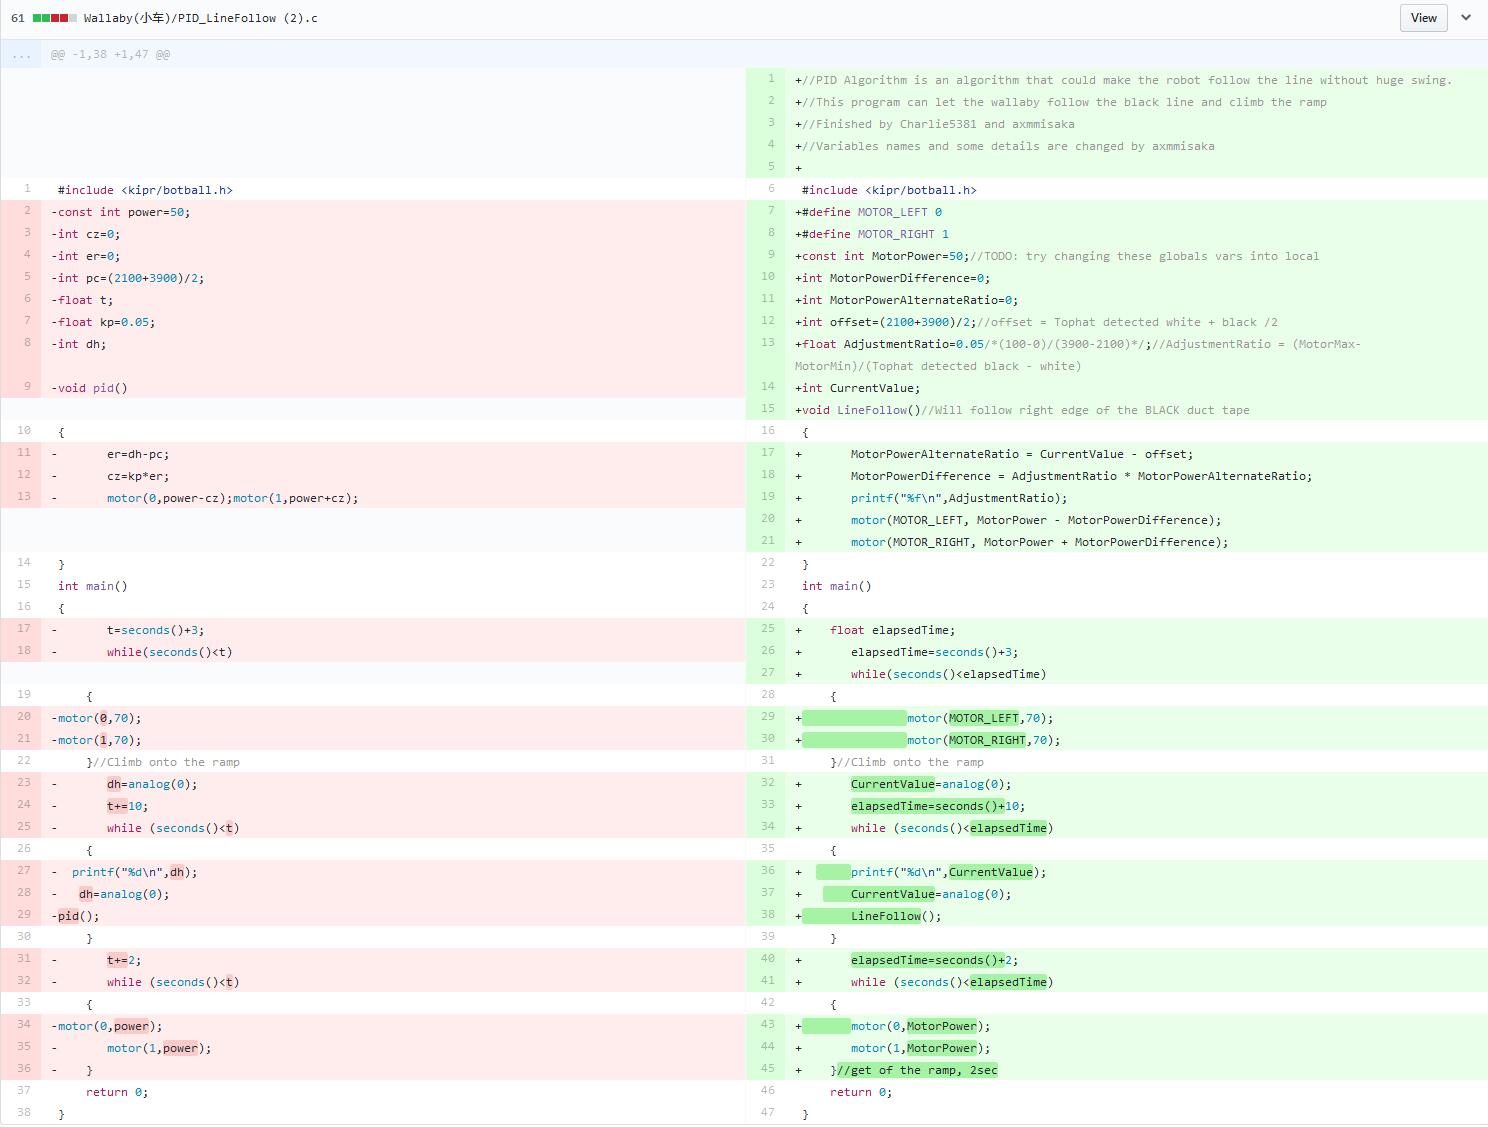 61 Wallaby(小车)/PID_LineFollow (2).c View
... @@ -1,38 +1,47 @@
1 +//PID Algorithm is an algorithm that could make the robot follow the line without huge swing.
2 +//This program can let the wallaby follow the black line and climb the ramp
3 +//Finished by Charlie5381 and axmmisaka
4 +//Variables names and some details are changed by axmmisaka
5 +
1 #include <kipr/botball.h> 6 #include <kipr/botball.h>
2 -const int power=50; 7 +#define MOTOR_LEFT 0
3 -int cz=0; 8 +#define MOTOR_RIGHT 1
4 -int er=0; 9 +const int MotorPower=50;//TODO: try changing these globals vars into local
5 -int pc=(2100+3900)/2; 10 +int MotorPowerDifference=0;
6 -float t; 11 +int MotorPowerAlternateRatio=0;
7 -float kp=0.05; 12 +int offset=(2100+3900)/2;//offset = Tophat detected white + black /2
8 -int dh; 13 +float AdjustmentRatio=0.05/*(100-0)/(3900-2100)*/;//AdjustmentRatio = (MotorMax-
MotorMin)/(Tophat detected black - white)
9 -void pid() 14 +int CurrentValue;
15 +void LineFollow()//Will follow right edge of the BLACK duct tape
10 { 16 {
11 - er=dh-pc; 17 + MotorPowerAlternateRatio = CurrentValue - offset;
12 - cz=kp*er; 18 + MotorPowerDifference = AdjustmentRatio * MotorPowerAlternateRatio;
13 - motor(0,power-cz);motor(1,power+cz); 19 + printf("%f\n",AdjustmentRatio);
20 + motor(MOTOR_LEFT, MotorPower - MotorPowerDifference);
21 + motor(MOTOR_RIGHT, MotorPower + MotorPowerDifference);
14 } 22 }
15 int main() 23 int main()
16 { 24 {
17 - t=seconds()+3; 25 + float elapsedTime;
18 - while(seconds()<t) 26 + elapsedTime=seconds()+3;
27 + while(seconds()<elapsedTime)
19 { 28 {
20 -motor(0,70); 29 + motor(MOTOR_LEFT,70);
21 -motor(1,70); 30 + motor(MOTOR_RIGHT,70);
22 }//Climb onto the ramp 31 }//Climb onto the ramp
23 - dh=analog(0); 32 + CurrentValue=analog(0);
24 - t+=10; 33 + elapsedTime=seconds()+10;
25 - while (seconds()<t) 34 + while (seconds()<elapsedTime)
26 { 35 {
27 - printf("%d\n",dh); 36 + printf("%d\n",CurrentValue);
28 - dh=analog(0); 37 + CurrentValue=analog(0);
29 -pid(); 38 + LineFollow();
30 } 39 }
31 - t+=2; 40 + elapsedTime=seconds()+2;
32 - while (seconds()<t) 41 + while (seconds()<elapsedTime)
33 { 42 {
34 -motor(0,power); 43 + motor(0,MotorPower);
35 - motor(1,power); 44 + motor(1,MotorPower);
36 - } 45 + }//get of the ramp, 2sec
37 return 0; 46 return 0;
38 } 47 }